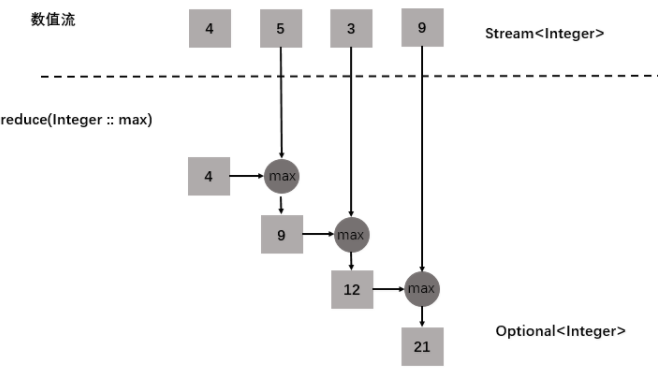 数值流
4 5 3 9
Stream<Integer>
reduce(Integer :: max)
4 max
9 max
12 max
21
Optional<Integer>